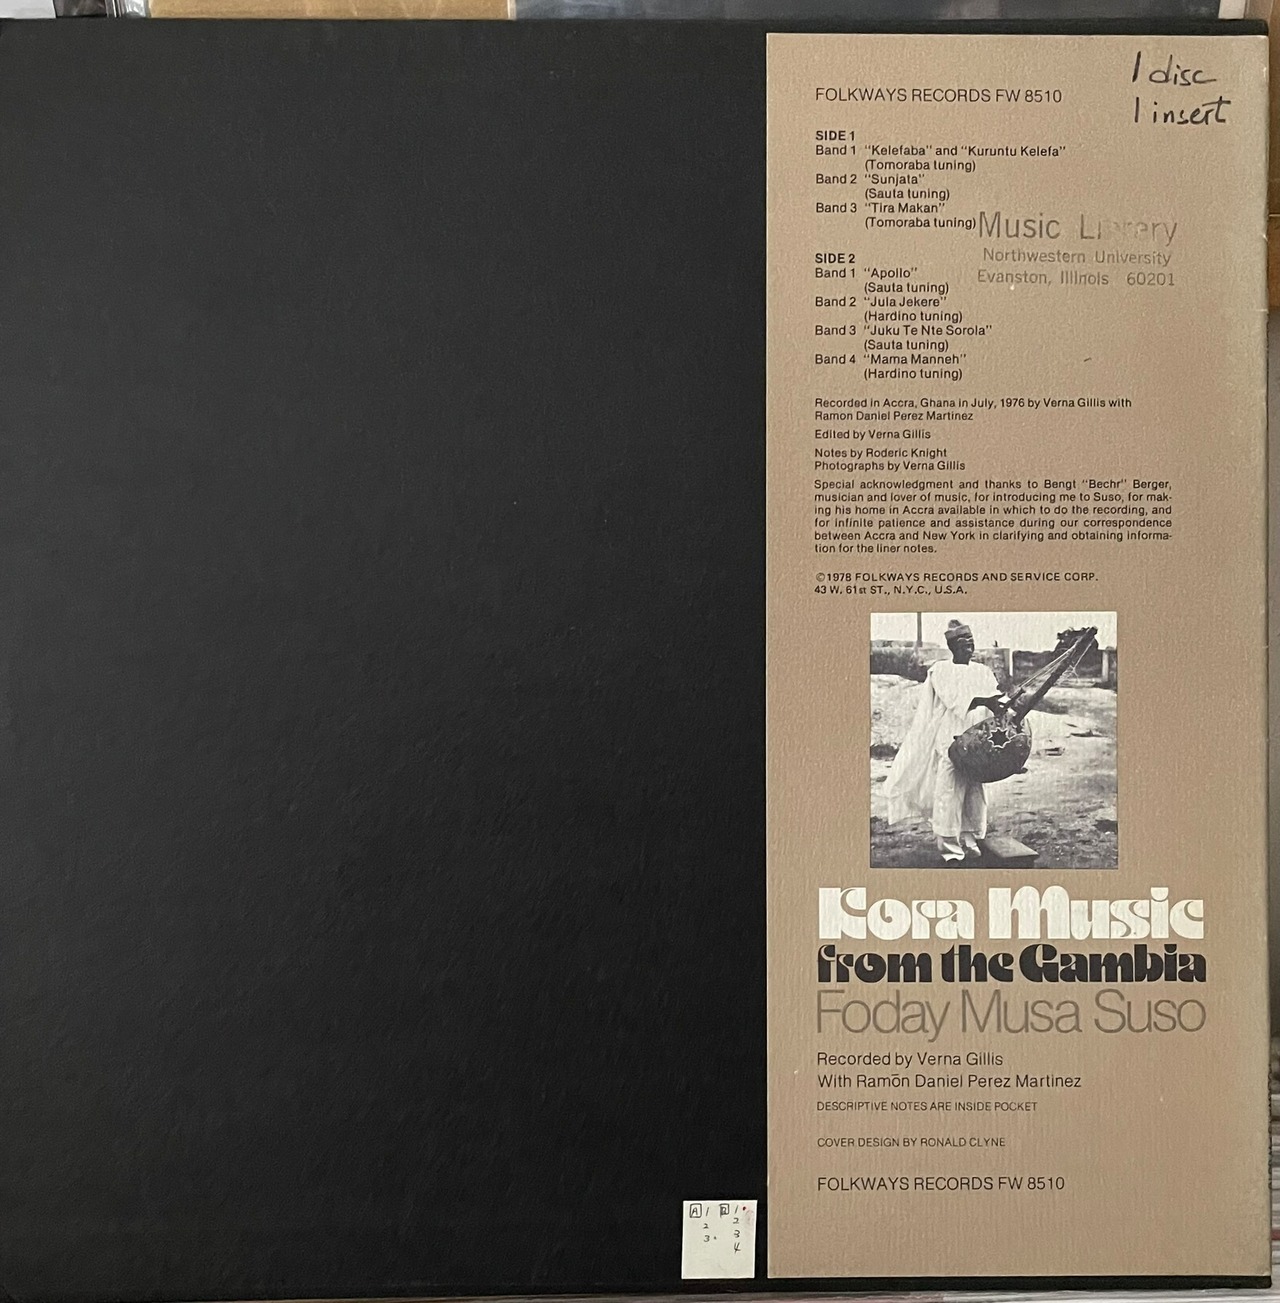 1 disc
1 insert
FOLKWAYS RECORDS FW 8510
SIDE 1
Band 1 "Kelefaba" and "Kuruntu Kelefa"
(Tomoraba tuning)
Band 2 "Sunjata"
(Sauta tuning)
Band 3 "Tira Makan"
(Tomoraba tuning)
Music Library
Northwestern University
Evanston, Illinois 60201
SIDE 2
Band 1 "Apollo"
(Sauta tuning)
Band 2 "Jula Jekere"
(Hardino tuning)
Band 3 "Juku Te Nte Sorola"
(Sauta tuning)
Band 4 "Mama Manneh"
(Hardino tuning)
Recorded in Accra, Ghana in July, 1976 by Verna Gillis with
Ramon Daniel Perez Martinez
Edited by Verna Gillis
Notes by Roderic Knight
Photographs by Verna Gillis
Special acknowledgment and thanks to Bengt "Bechr" Berger,
musician and lover of music, for introducing me to Suso, for mak-
ing his home in Accra available in which to do the recording, and
for infinite patience and assistance during our correspondence
between Accra and New York in clarifying and obtaining informa-
tion for the liner notes.
©1978 FOLKWAYS RECORDS AND SERVICE CORP.
43 W. 61st ST., N.Y.C., U.S.A.
Kora Music
from the Gambia
Foday Musa Suso
Recorded by Verna Gillis
With Ramōn Daniel Perez Martinez
DESCRIPTIVE NOTES ARE INSIDE POCKET
COVER DESIGN BY RONALD CLYNE
FOLKWAYS RECORDS FW 8510
A 1 B 1
2 2
3 3
4